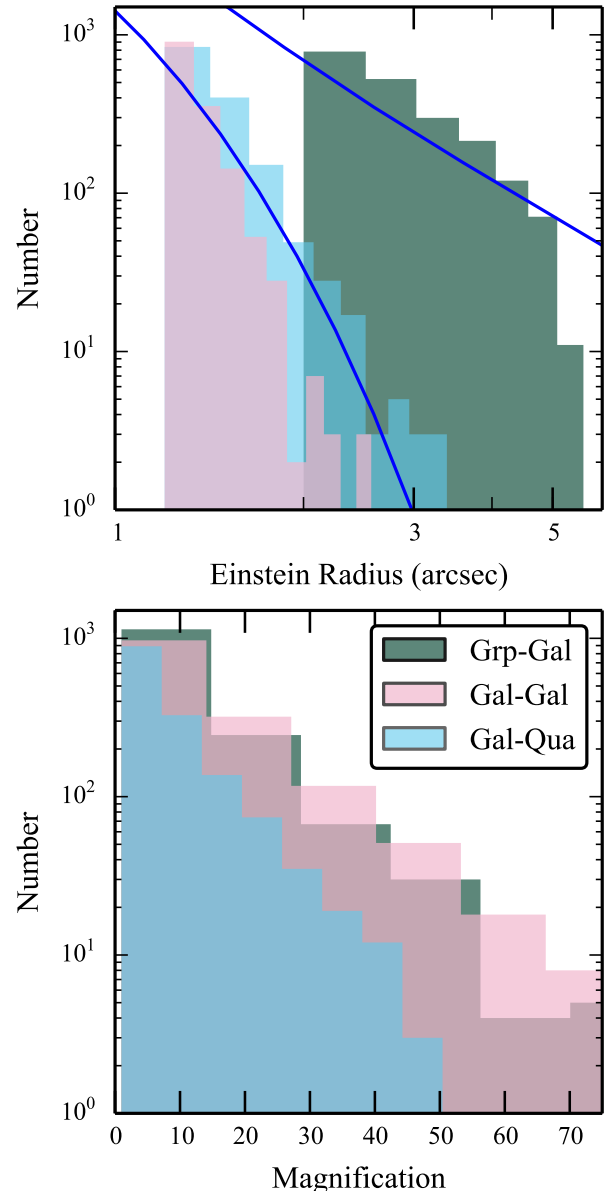 10³
10²
10¹
10⁰
Number
1
3
5
Einstein Radius (arcsec)
Grp-Gal
Gal-Gal
Gal-Qua
10³
10²
10¹
10⁰
Number
0 10 20 30 40 50 60 70
Magnification